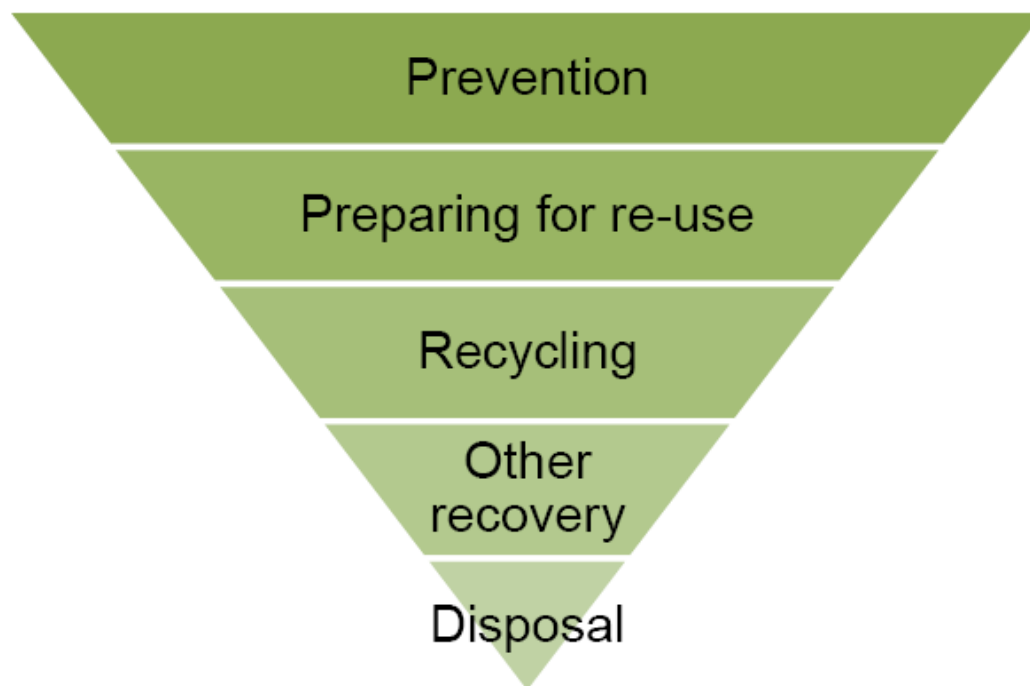 Prevention
Preparing for re-use
Recycling
Other
recovery
Disposal